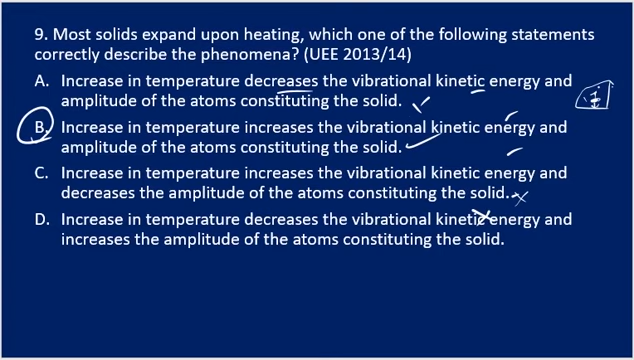 9. Most solids expand upon heating, which one of the following statements
correctly describe the phenomena? (UEE 2013/14)
A. Increase in temperature decreases the vibrational kinetic energy and
amplitude of the atoms constituting the solid.
B. Increase in temperature increases the vibrational kinetic energy and
amplitude of the atoms constituting the solid.
C. Increase in temperature increases the vibrational kinetic energy and
decreases the amplitude of the atoms constituting the solid.
D. Increase in temperature decreases the vibrational kinetic energy and
increases the amplitude of the atoms constituting the solid.